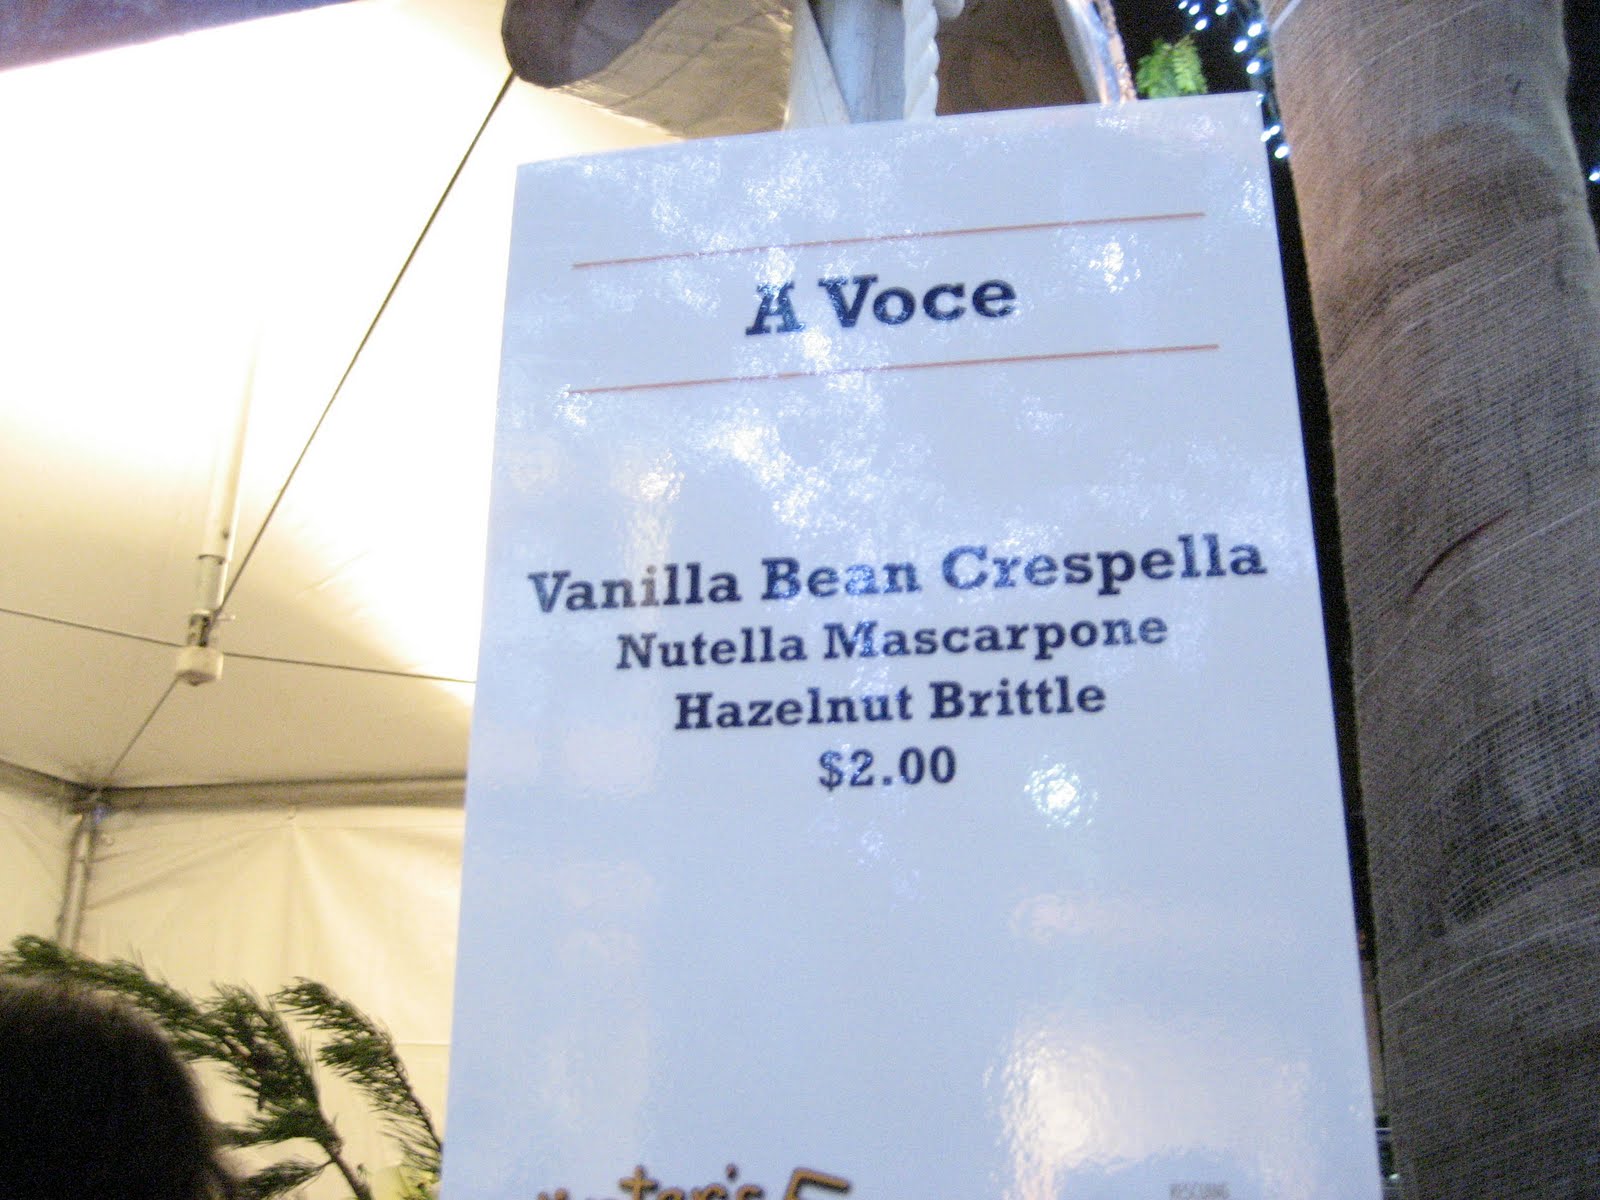 A Voce
Vanilla Bean Crespella
Nutella Mascarpone
Hazelnut Brittle
$2.00